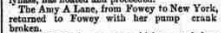 The Amy A Lane, from Fowey to New York,
returned to Fowey with her pump crank
broken.